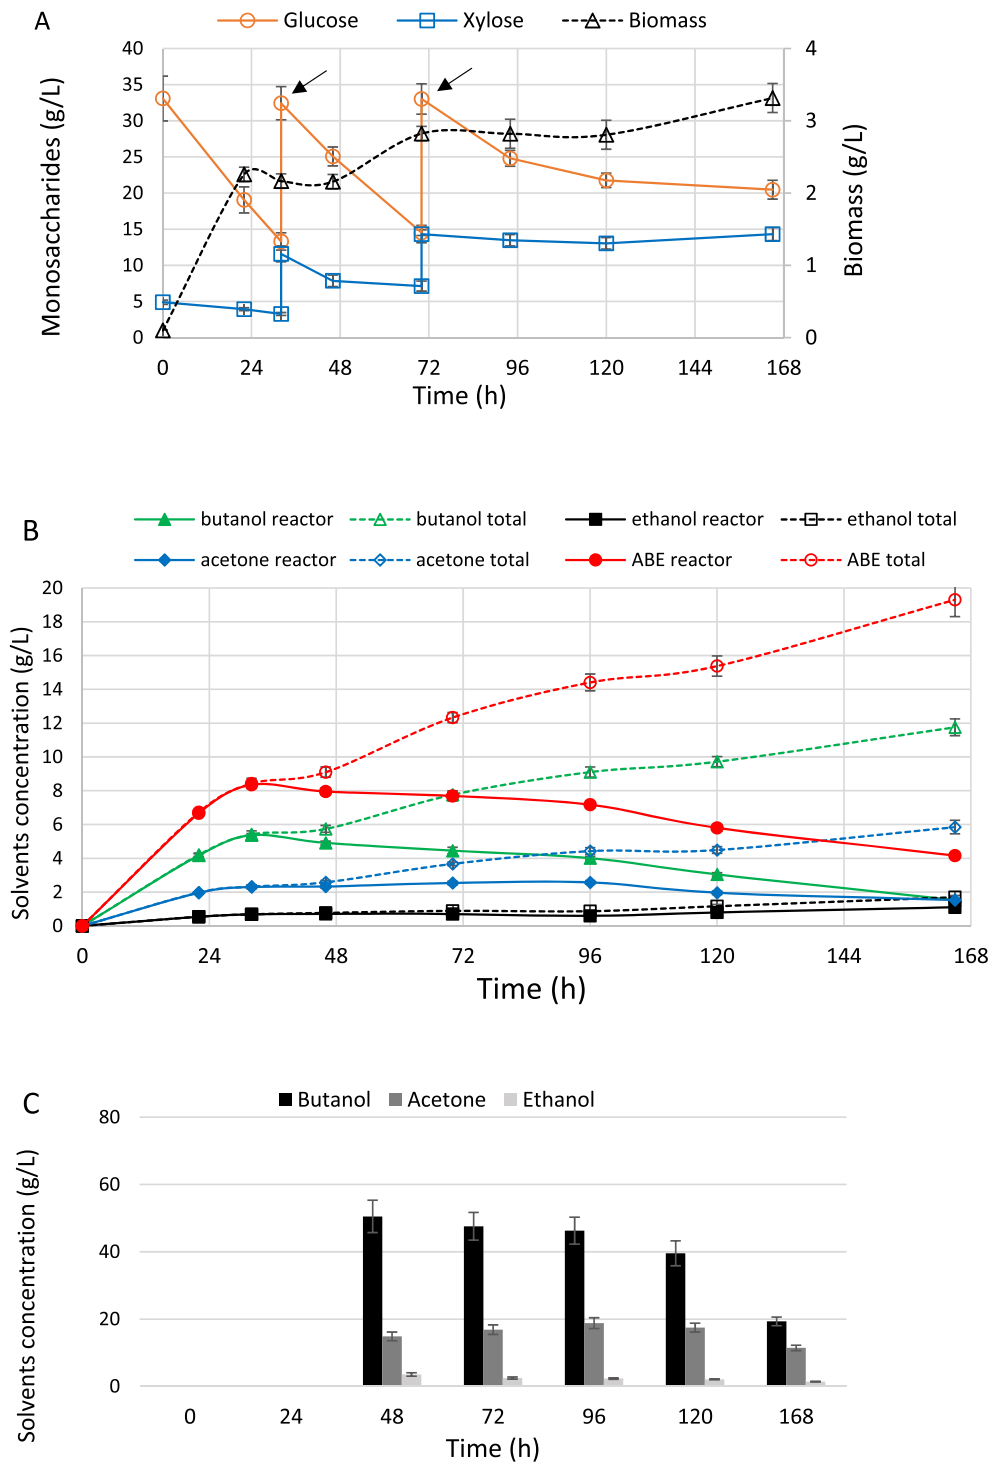 A
Glucose Xylose Biomass
40 4
35
30 3
25
20 2
15
10 1
5
0 0
0 24 48 72 96 120 144 168
Time (h)
Monosaccharides (g/L)
Biomass (g/L)
B
butanol reactor butanol total ethanol reactor ethanol total
acetone reactor acetone total ABE reactor ABE total
20
18
16
14
12
10
8
6
4
2
0
0 24 48 72 96 120 144 168
Time (h)
Solvents concentration (g/L)
C
Butanol Acetone Ethanol
80
60
40
20
0
0 24 48 72 96 120 168
Time (h)
Solvents concentration (g/L)